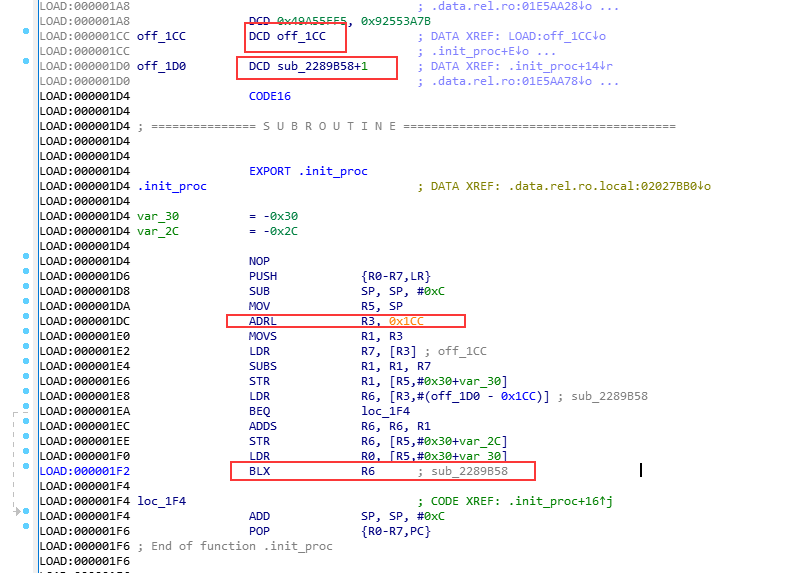 LOAD:000001A8 ; .data.rel.ro:01E5AA28↓o ...
LOAD:000001A8 DCD 0x49A55EE5, 0x92553A7B
LOAD:000001CC off_1CC DCD off_1CC ; DATA XREF: LOAD:off_1CC↓o
LOAD:000001CC ; .init_proc+E↓o ...
LOAD:000001D0 off_1D0 DCD sub_2289B58+1 ; DATA XREF: .init_proc+14↓r
LOAD:000001D0 ; .data.rel.ro:01E5AA78↓o ...
LOAD:000001D4 CODE16
LOAD:000001D4
LOAD:000001D4 ; =============== S U B R O U T I N E =======================================
LOAD:000001D4
LOAD:000001D4
LOAD:000001D4 EXPORT .init_proc
LOAD:000001D4 .init_proc ; DATA XREF: .data.rel.ro.local:02027BB0↓o
LOAD:000001D4
LOAD:000001D4 var_30 = -0x30
LOAD:000001D4 var_2C = -0x2C
LOAD:000001D4
LOAD:000001D4 NOP
LOAD:000001D6 PUSH {R0-R7,LR}
LOAD:000001D8 SUB SP, SP, #0xC
LOAD:000001DA MOV R5, SP
LOAD:000001DC ADRL R3, 0x1CC
LOAD:000001E0 MOVS R1, R3
LOAD:000001E2 LDR R7, [R3] ; off_1CC
LOAD:000001E4 SUBS R1, R1, R7
LOAD:000001E6 STR R1, [R5,#0x30+var_30]
LOAD:000001E8 LDR R6, [R3,#(off_1D0 - 0x1CC)] ; sub_2289B58
LOAD:000001EA BEQ loc_1F4
LOAD:000001EC ADDS R6, R6, R1
LOAD:000001EE STR R6, [R5,#0x30+var_2C]
LOAD:000001F0 LDR R0, [R5,#0x30+var_30]
LOAD:000001F2 BLX R6 ; sub_2289B58
LOAD:000001F4
LOAD:000001F4 loc_1F4 ; CODE XREF: .init_proc+16↑j
LOAD:000001F4 ADD SP, SP, #0xC
LOAD:000001F6 POP {R0-R7,PC}
LOAD:000001F6 ; End of function .init_proc
LOAD:000001F6